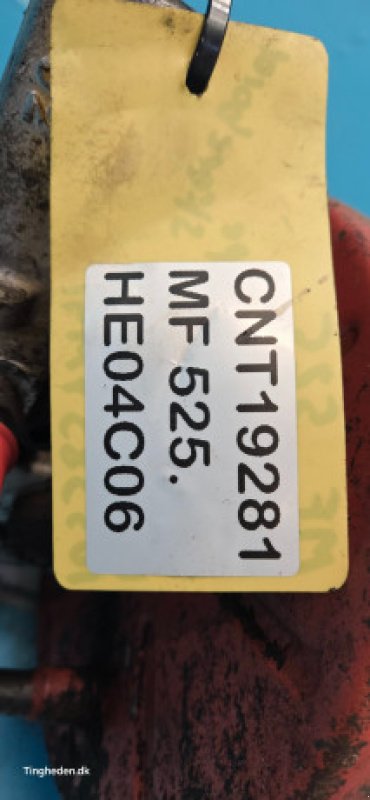 CNT19281
MF 525.
HE04C06
Tingheden.dk